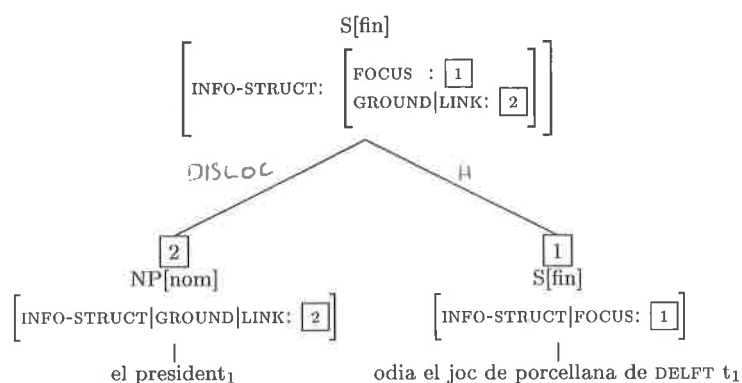 S[fin]
INFO-STRUCT: [FOCUS : 1
GROUND|LINK: 2]
DISLOC H
2 1
NP[nom] S[fin]
[INFO-STRUCT|GROUND|LINK: 2] [INFO-STRUCT|FOCUS: 1]
el president₁ odia el joc de porcellana de DELFT t₁